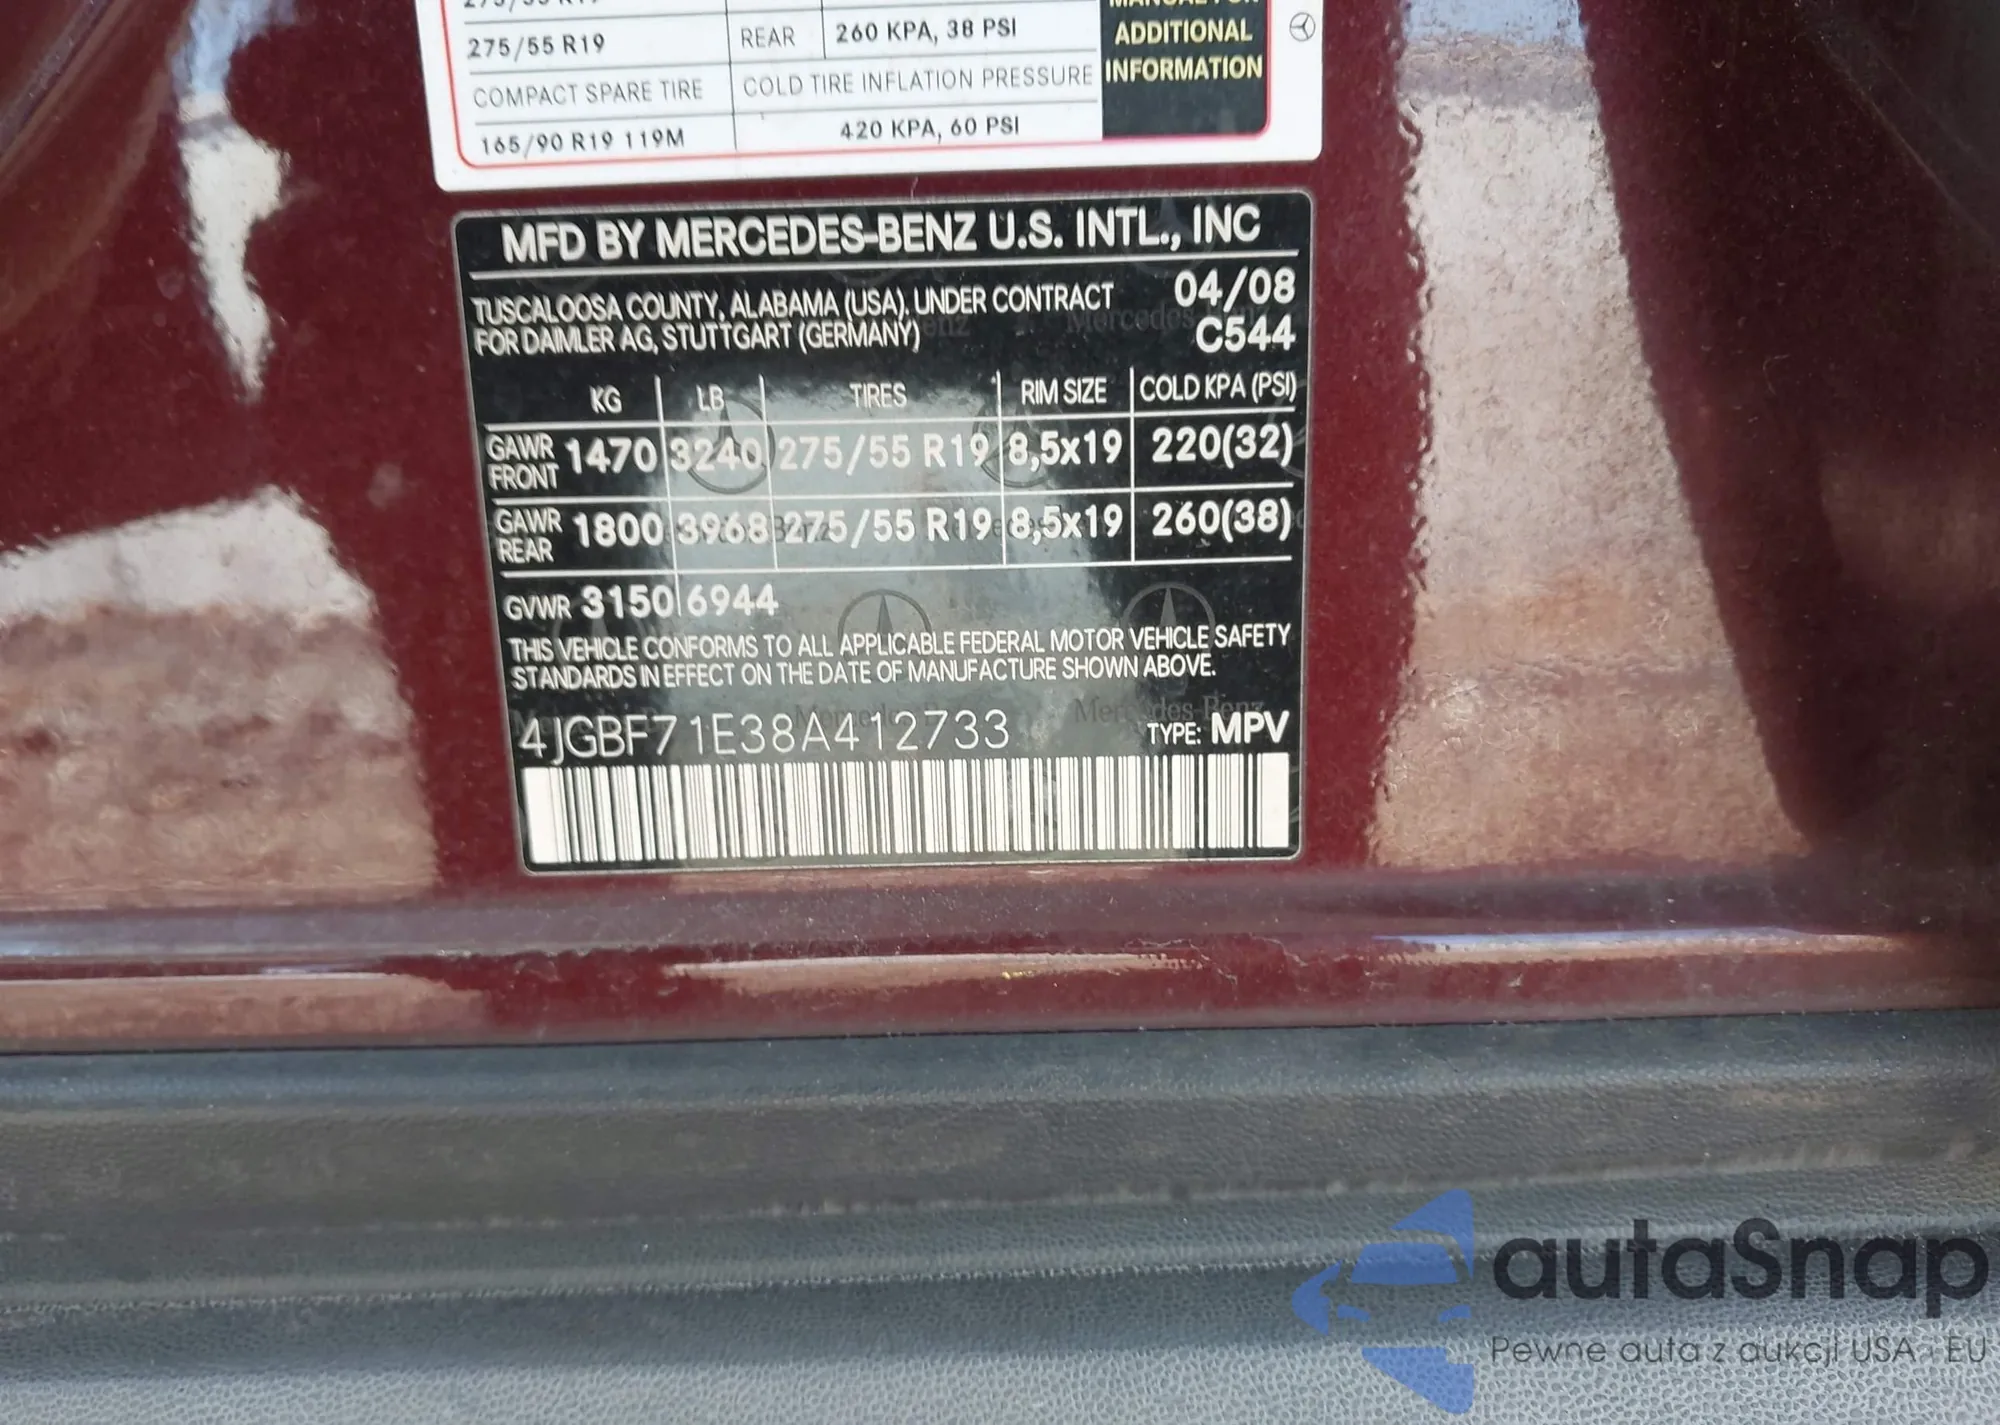 275/55 R19
275/55 R19 REAR 260 KPA, 38 PSI
MANUAL FOR
ADDITIONAL
INFORMATION
COMPACT SPARE TIRE COLD TIRE INFLATION PRESSURE
165/90 R19 119M 420 KPA, 60 PSI
MFD BY MERCEDES-BENZ U.S. INTL., INC
TUSCALOOSA COUNTY, ALABAMA (USA), UNDER CONTRACT 04/08
FOR DAIMLER AG, STUTTGART (GERMANY) C544
KG LB TIRES RIM SIZE COLD KPA (PSI)
GAWR FRONT 1470 3240 275/55 R19 8,5x19 220(32)
GAWR REAR 1800 3968 275/55 R19 8,5x19 260(38)
GVWR 3150 6944
THIS VEHICLE CONFORMS TO ALL APPLICABLE FEDERAL MOTOR VEHICLE SAFETY
STANDARDS IN EFFECT ON THE DATE OF MANUFACTURE SHOWN ABOVE.
4JGBF71E38A412733 TYPE: MPV
autaSnap
Pewne auta z aukcji USA i EU